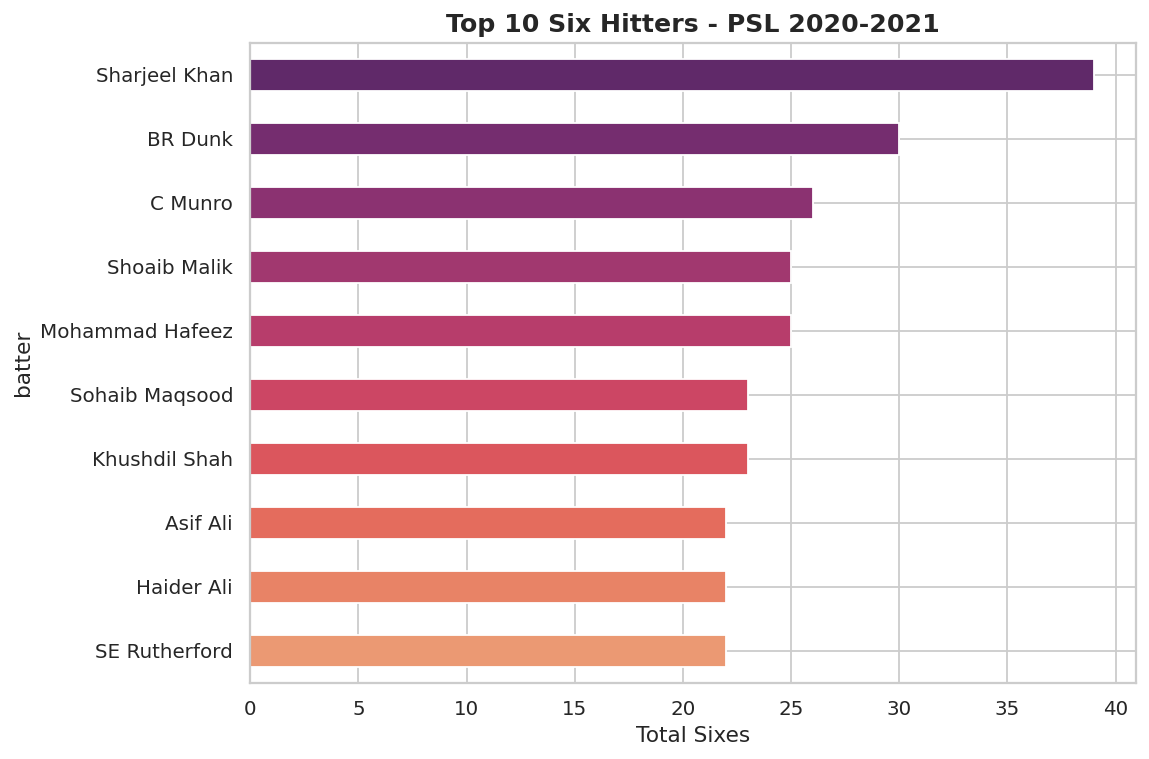 Top 10 Six Hitters - PSL 2020-2021
Sharjeel Khan
BR Dunk
C Munro
Shoaib Malik
Mohammad Hafeez
Sohaib Maqsood
Khushdil Shah
Asif Ali
Haider Ali
SE Rutherford
batter
0 5 10 15 20 25 30 35 40
Total Sixes